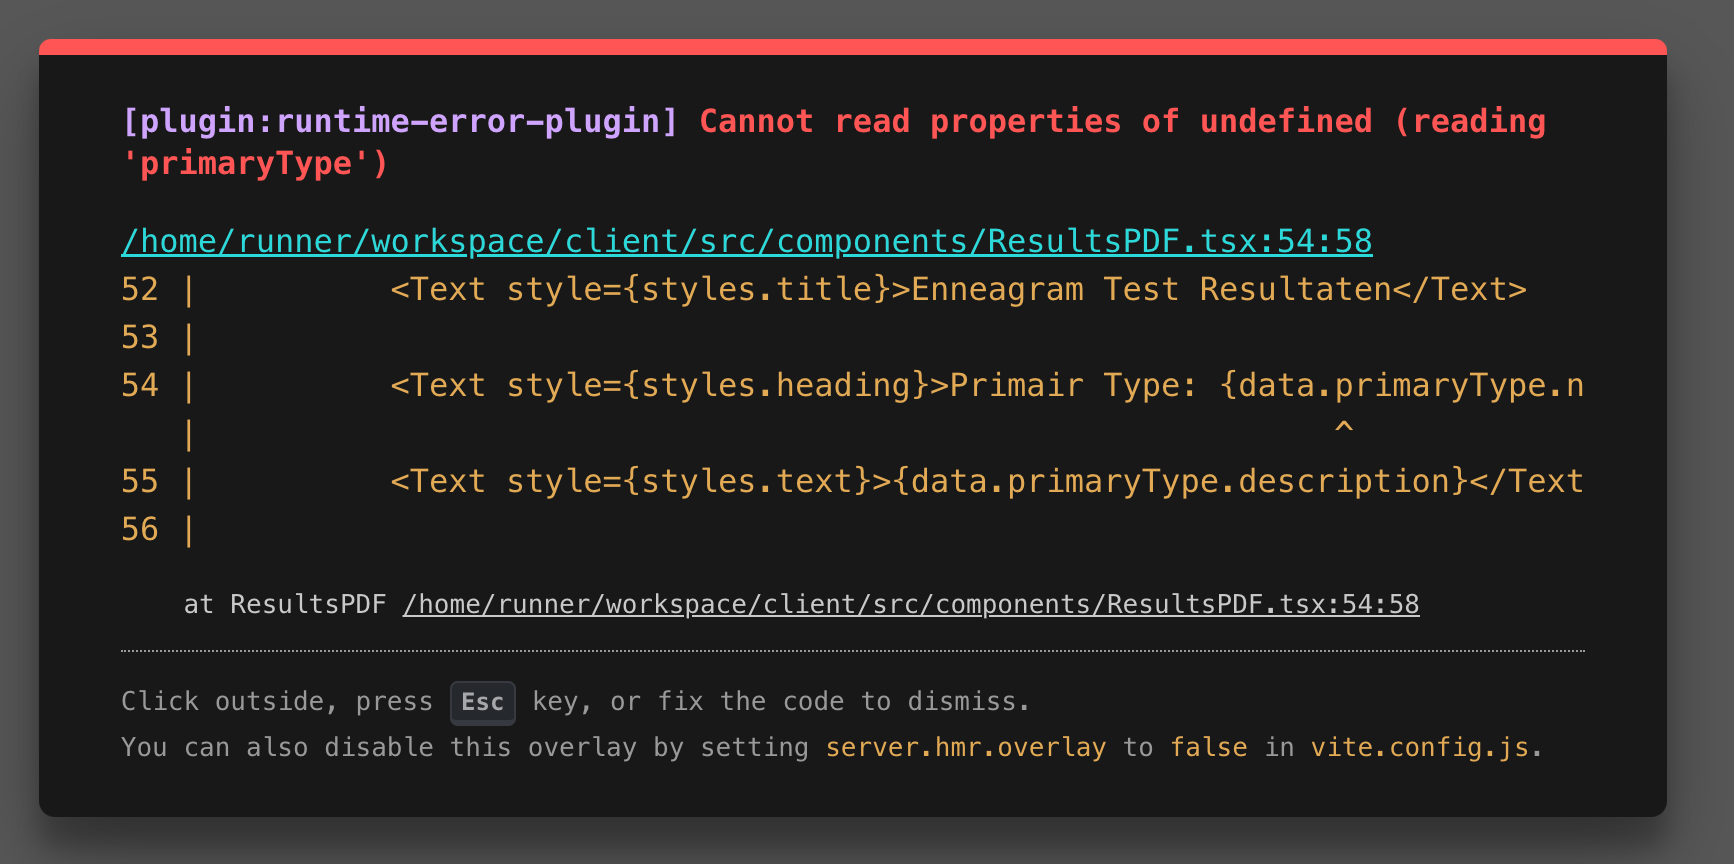 [plugin:runtime-error-plugin] Cannot read properties of undefined (reading
'primaryType')
/home/runner/workspace/client/src/components/ResultsPDF.tsx:54:58
52 |          <Text style={styles.title}>Enneagram Test Resultaten</Text>
53 |
54 |          <Text style={styles.heading}>Primair Type: {data.primaryType.n
   |                                                           ^
55 |          <Text style={styles.text}>{data.primaryType.description}</Text
56 |
at ResultsPDF /home/runner/workspace/client/src/components/ResultsPDF.tsx:54:58
Click outside, press Esc key, or fix the code to dismiss.
You can also disable this overlay by setting server.hmr.overlay to false in vite.config.js.